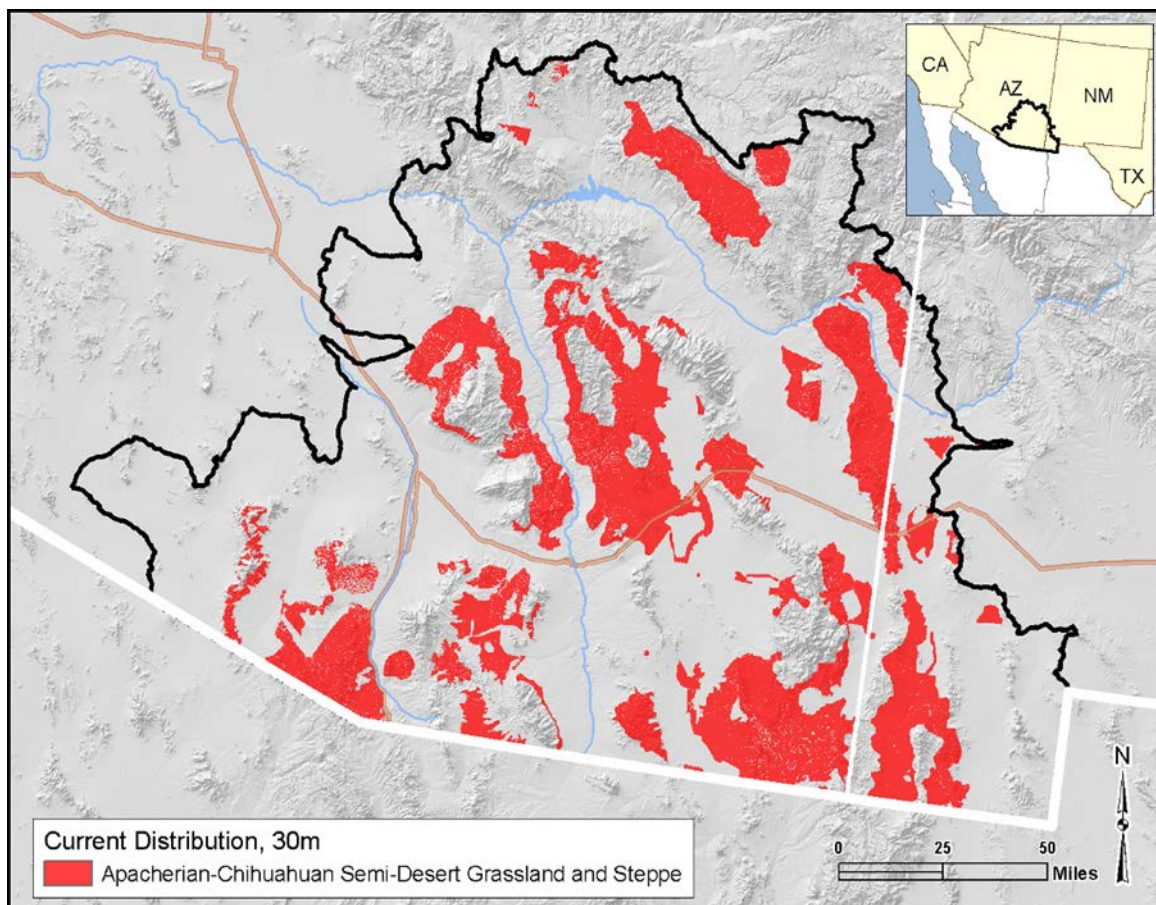 CA
AZ
NM
TX
N
Current Distribution, 30m
Apacherian-Chihuahuan Semi-Desert Grassland and Steppe
0 25 50
Miles